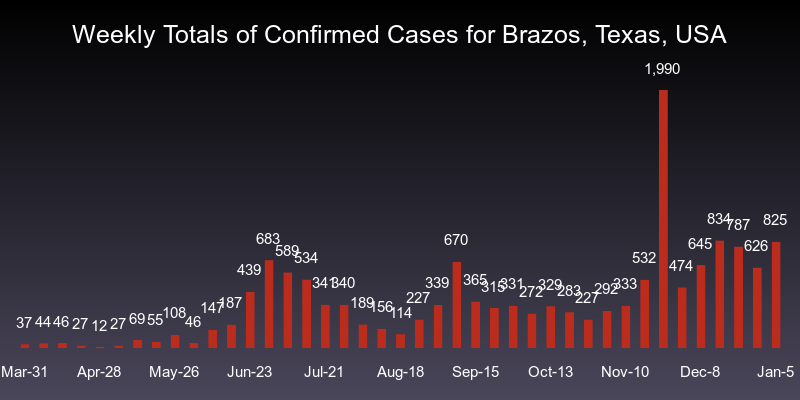 Weekly Totals of Confirmed Cases for Brazos, Texas, USA
37 44 46 27 12 27 69 55 108 46 147 187 439 683 589 534 341 340 189 156 114 227 339 670 365 315 331 272 329 283 227 292 333 532 1,990 474 645 834 787 626 825
Mar-31 Apr-28 May-26 Jun-23 Jul-21 Aug-18 Sep-15 Oct-13 Nov-10 Dec-8 Jan-5